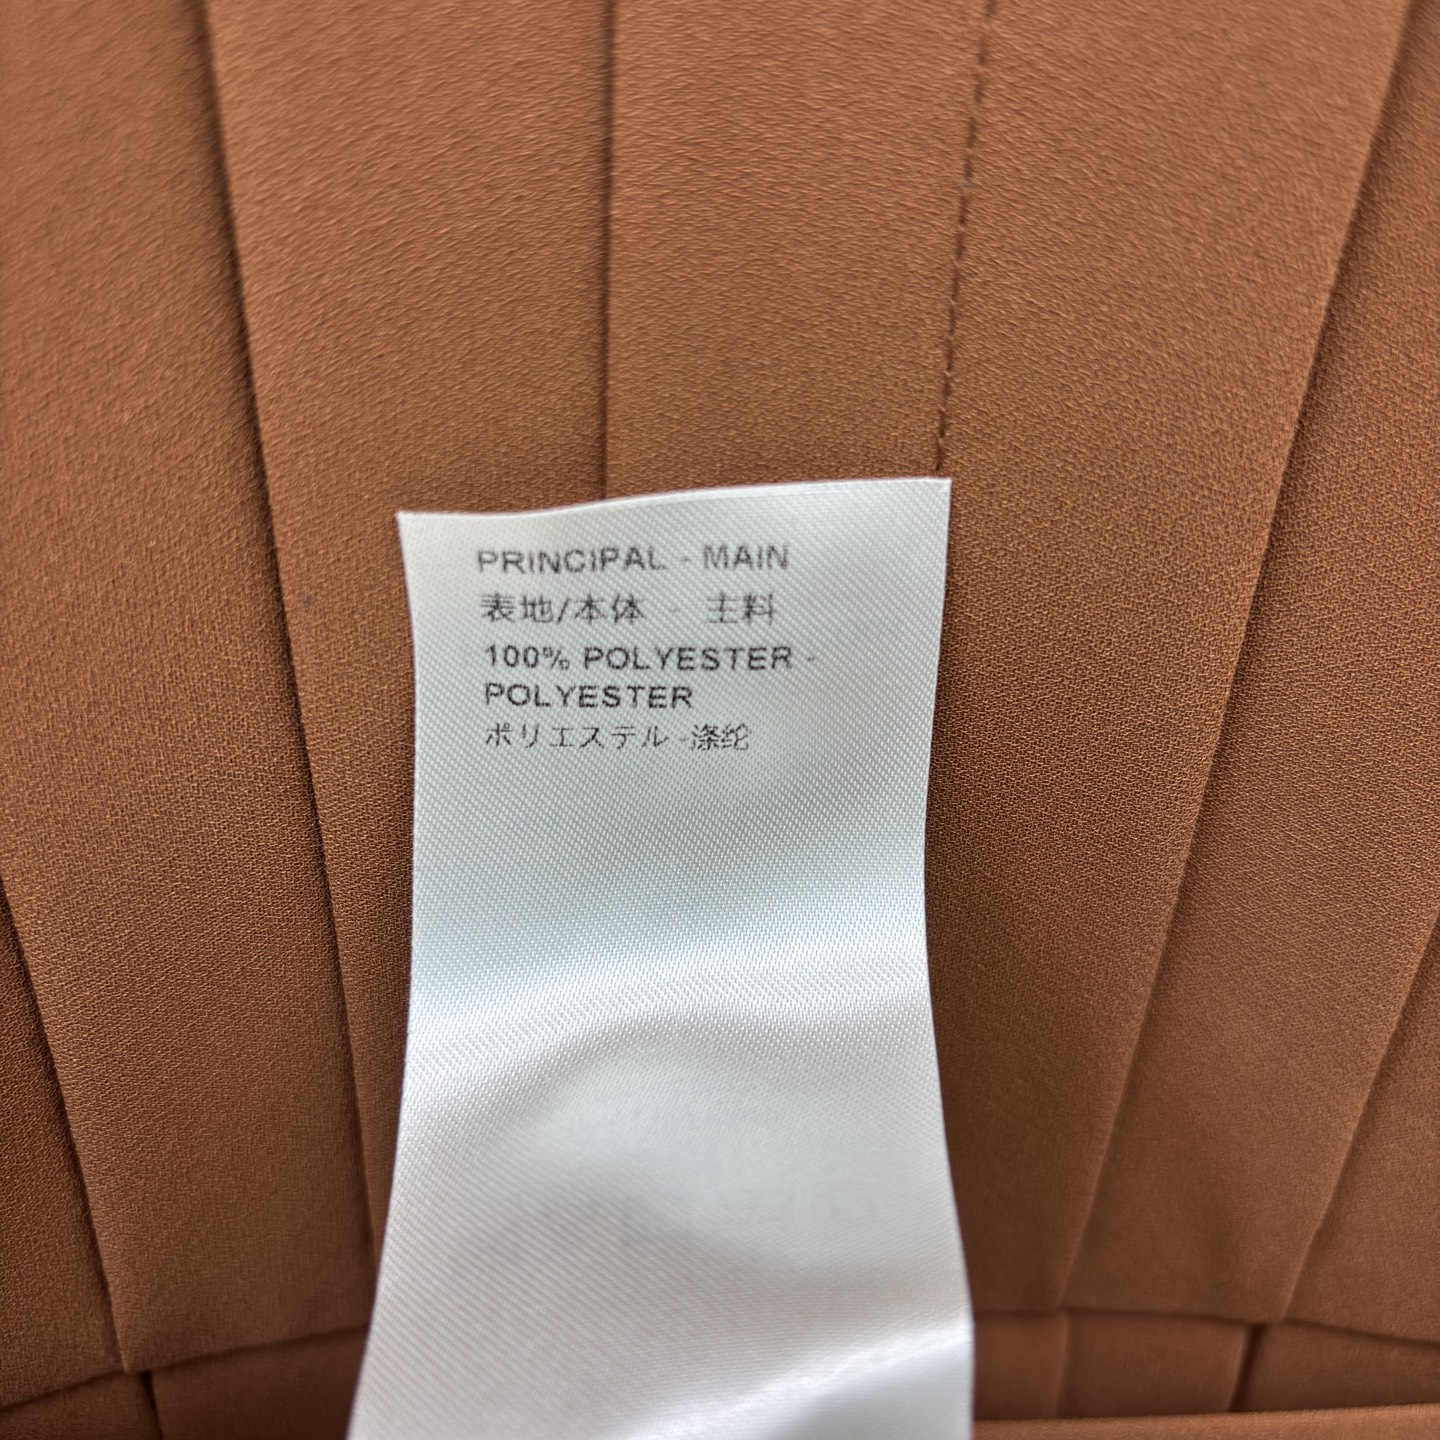 PRINCIPAL - MAIN
表地/本体 - 主料
100% POLYESTER -
POLYESTER
ポリエステル -涤纶